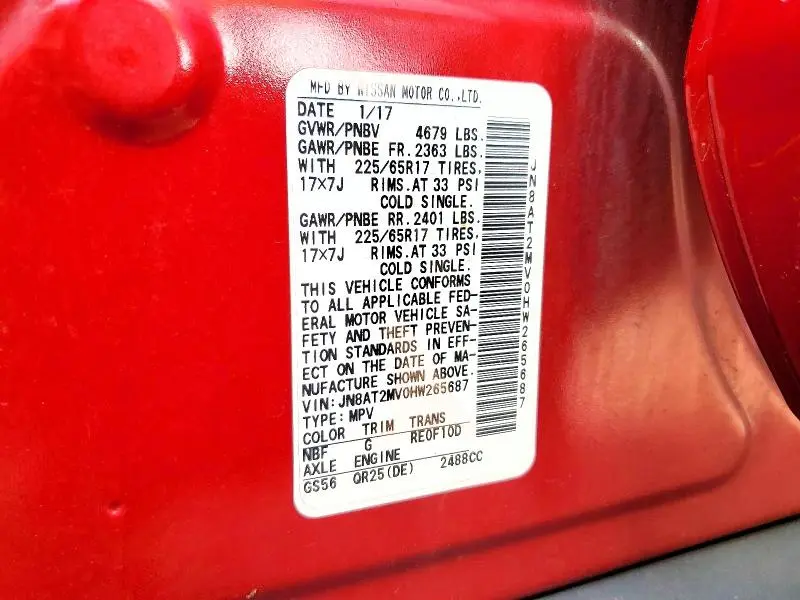 MFD BY NISSAN MOTOR CO.,LTD.
DATE 1/17
GVWR/PNBV 4679 LBS.
GAWR/PNBE FR. 2363 LBS.
WITH 225/65R17 TIRES,
17×7J RIMS.AT 33 PSI
COLD SINGLE.
GAWR/PNBE RR. 2401 LBS.
WITH 225/65R17 TIRES,
17×7J RIMS.AT 33 PSI
COLD SINGLE.
THIS VEHICLE CONFORMS
TO ALL APPLICABLE FED-
ERAL MOTOR VEHICLE SA-
FETY AND THEFT PREVEN-
TION STANDARDS IN EFF-
ECT ON THE DATE OF MA-
NUFACTURE SHOWN ABOVE.
VIN: JN8AT2MV0HW265687
TYPE: MPV
COLOR TRIM TRANS
NBF G RE0F10D
AXLE ENGINE
GS56 QR25(DE) 2488CC
JN8AT2MV0HW265687